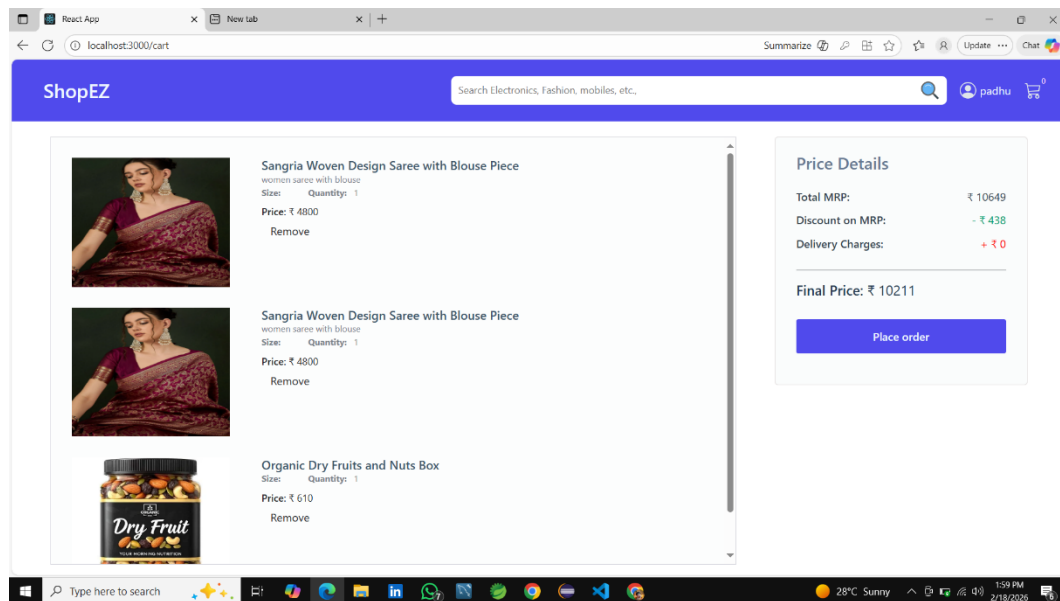 React App
New tab
localhost:3000/cart
Summarize
Update
Chat
ShopEZ
Search Electronics, Fashion, mobiles, etc.,
padhu
0
Sangria Woven Design Saree with Blouse Piece
women saree with blouse
Size: Quantity: 1
Price: ₹ 4800
Remove
Sangria Woven Design Saree with Blouse Piece
women saree with blouse
Size: Quantity: 1
Price: ₹ 4800
Remove
Dry Fruit
YOUR MORNING NUTRITION
Organic Dry Fruits and Nuts Box
Size: Quantity: 1
Price: ₹ 610
Remove
Price Details
Total MRP: ₹ 10649
Discount on MRP: - ₹ 438
Delivery Charges: + ₹ 0
Final Price: ₹ 10211
Place order
Type here to search
28°C Sunny
1:59 PM
2/18/2026